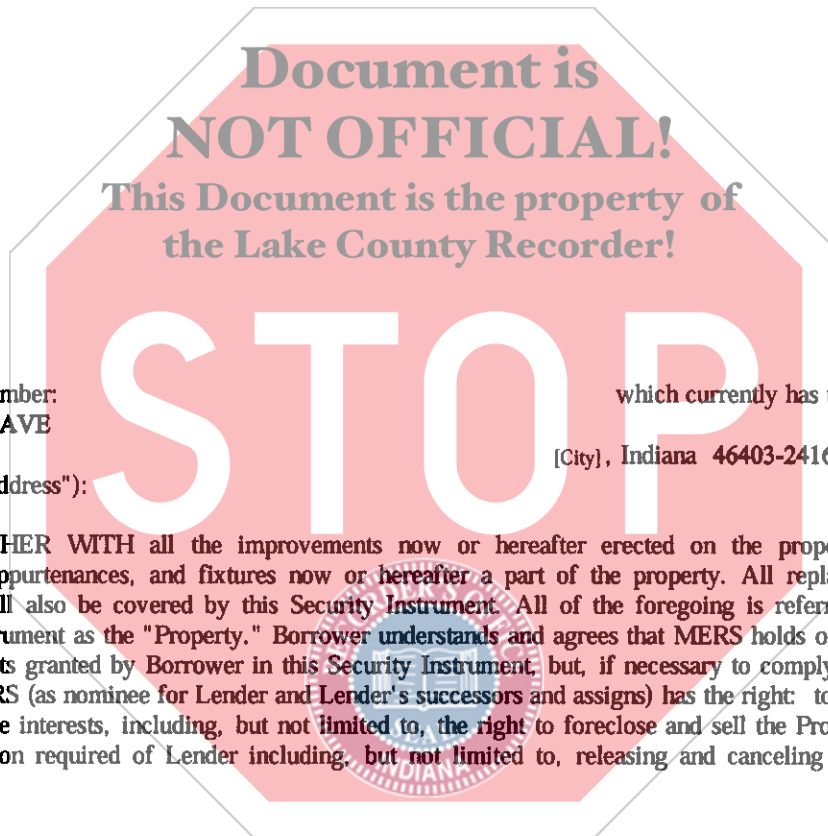 Document is
NOT OFFICIAL!
This Document is the property of
the Lake County Recorder!
STOP
mber: which currently has
AVE
[City], Indiana 46403-2416
ddress"):
HER WITH all the improvements now or hereafter erected on the prope
ppurtenances, and fixtures now or hereafter a part of the property. All repla
ll also be covered by this Security Instrument. All of the foregoing is referr
rument as the "Property." Borrower understands and agrees that MERS holds o
ts granted by Borrower in this Security Instrument, but, if necessary to comply
RS (as nominee for Lender and Lender's successors and assigns) has the right: to
e interests, including, but not limited to, the right to foreclose and sell the Pro
on required of Lender including, but not limited to, releasing and canceling
INDIANA